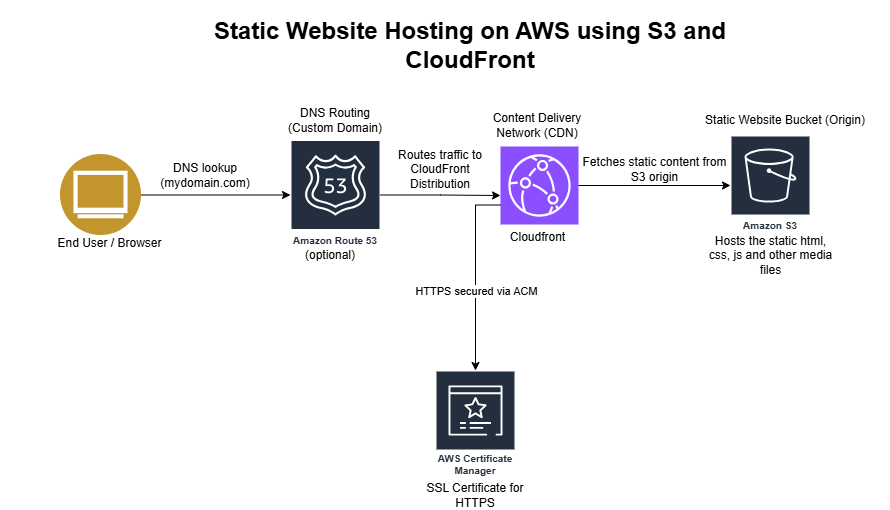 Static Website Hosting on AWS using S3 and
CloudFront
DNS Routing
(Custom Domain)
Content Delivery
Network (CDN)
Static Website Bucket (Origin)
DNS lookup
(mydomain.com)
Routes traffic to
CloudFront
Distribution
Fetches static content from
S3 origin
53
End User / Browser
Amazon Route 53
(optional)
Cloudfront
Amazon S3
Hosts the static html,
css, js and other media
files
HTTPS secured via ACM
AWS Certificate
Manager
SSL Certificate for
HTTPS